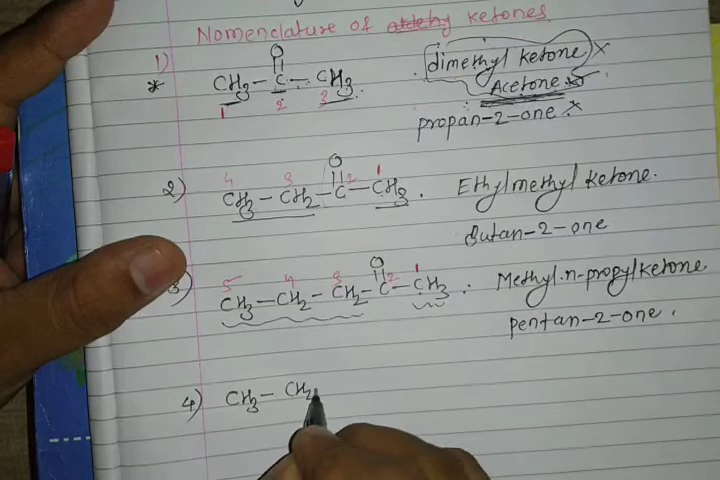 Nomenclature of ketones
1)
O
* CH3 – C – CH3
1 2 3
dimethyl ketone ×
Acetone
propan-2-one ×
O
4 3 2 1
2) CH3 – CH2 – C – CH3. Ethylmethyl ketone.
Butan-2-one
O
5 4 3 2 1
3) CH3 – CH2 – CH2 – C – CH3. Methyl-n-propylketone
pentan-2-one.
4) CH3 – CH2